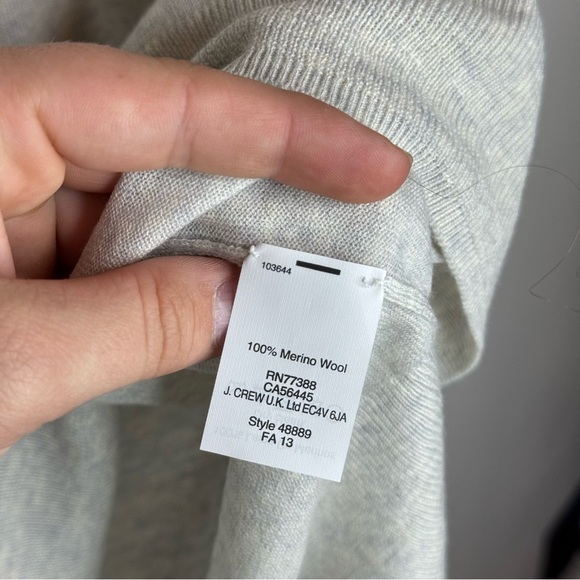 103644
100% Merino Wool
RN77388
CA56445
J. CREW U.K. Ltd EC4V 6JA
Style 48889
FA 13